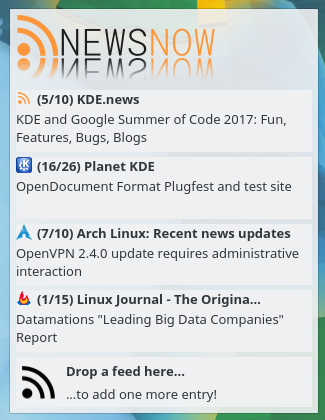 NEWSNOW
(5/10) KDE.news
KDE and Google Summer of Code 2017: Fun,
Features, Bugs, Blogs
(16/26) Planet KDE
OpenDocument Format Plugfest and test site
(7/10) Arch Linux: Recent news updates
OpenVPN 2.4.0 update requires administrative
interaction
(1/15) Linux Journal - The Origina...
Datamations "Leading Big Data Companies"
Report
Drop a feed here...
...to add one more entry!